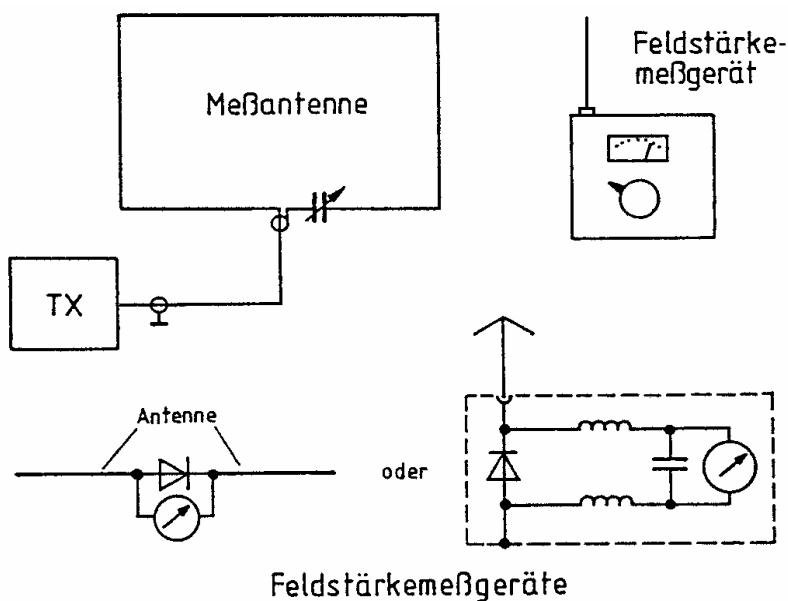 Meßantenne
Feldstärke-
meßgerät
TX
Antenne
oder
Feldstärkemeßgeräte